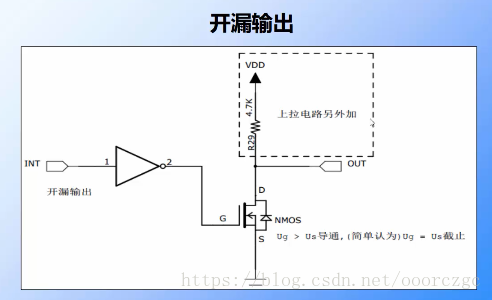 开漏输出
VDD
4.7K
R29
上拉电路另外加
INT
1
2
OUT
开漏输出
D
G
NMOS
S
Ug > Us导通,(简单认为)Ug = Us截止
https://blog.csdn.net/ooorczgc